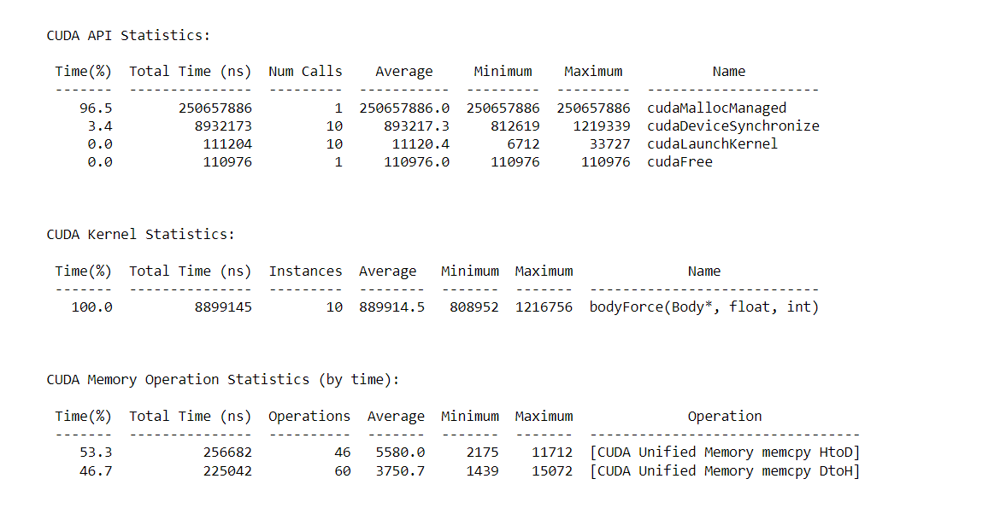 CUDA API Statistics:
Time(%) Total Time (ns) Num Calls Average Minimum Maximum Name
------- --------------- --------- ----------- --------- --------- ---------------------
96.5 250657886 1 250657886.0 250657886 250657886 cudaMallocManaged
3.4 8932173 10 893217.3 812619 1219339 cudaDeviceSynchronize
0.0 111204 10 11120.4 6712 33727 cudaLaunchKernel
0.0 110976 1 110976.0 110976 110976 cudaFree
CUDA Kernel Statistics:
Time(%) Total Time (ns) Instances Average Minimum Maximum Name
------- --------------- --------- -------- ------- ------- ----------------------------
100.0 8899145 10 889914.5 808952 1216756 bodyForce(Body*, float, int)
CUDA Memory Operation Statistics (by time):
Time(%) Total Time (ns) Operations Average Minimum Maximum Operation
------- --------------- ---------- ------- ------- ------- ---------------------------------
53.3 256682 46 5580.0 2175 11712 [CUDA Unified Memory memcpy HtoD]
46.7 225042 60 3750.7 1439 15072 [CUDA Unified Memory memcpy DtoH]